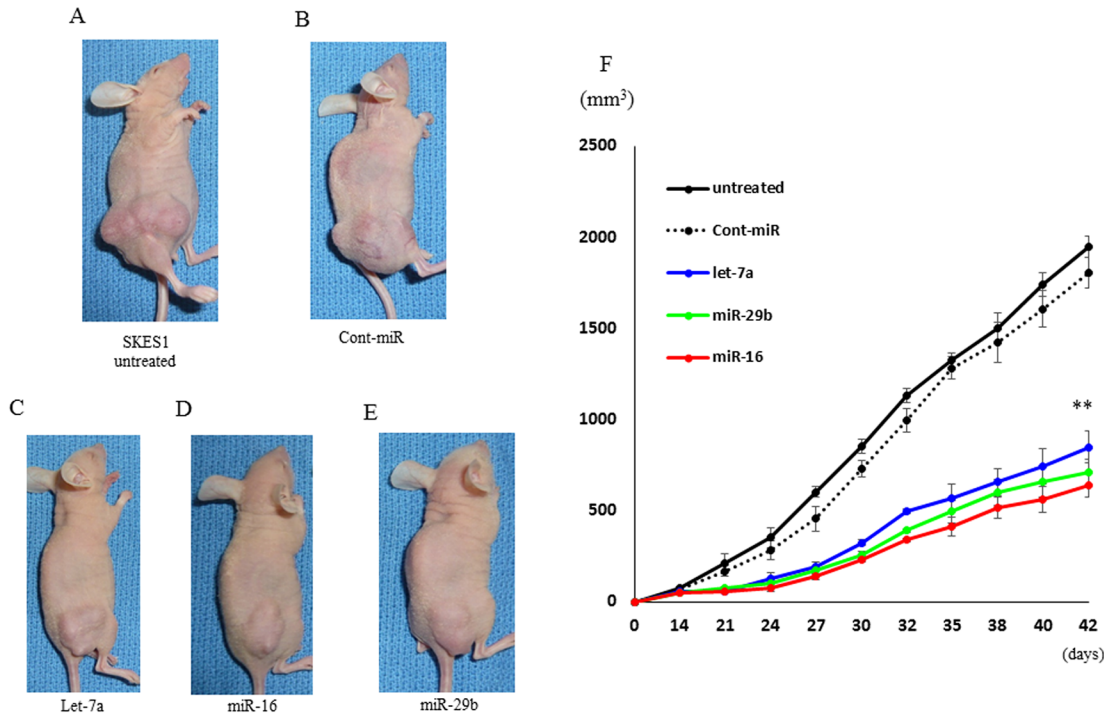 A
B
SKES1
untreated
Cont-miR
C
D
E
Let-7a
miR-16
miR-29b
F
(mm³)
2500
2000
1500
1000
500
0
untreated
Cont-miR
let-7a
miR-29b
miR-16
**
0 14 21 24 27 30 32 35 38 40 42
(days)